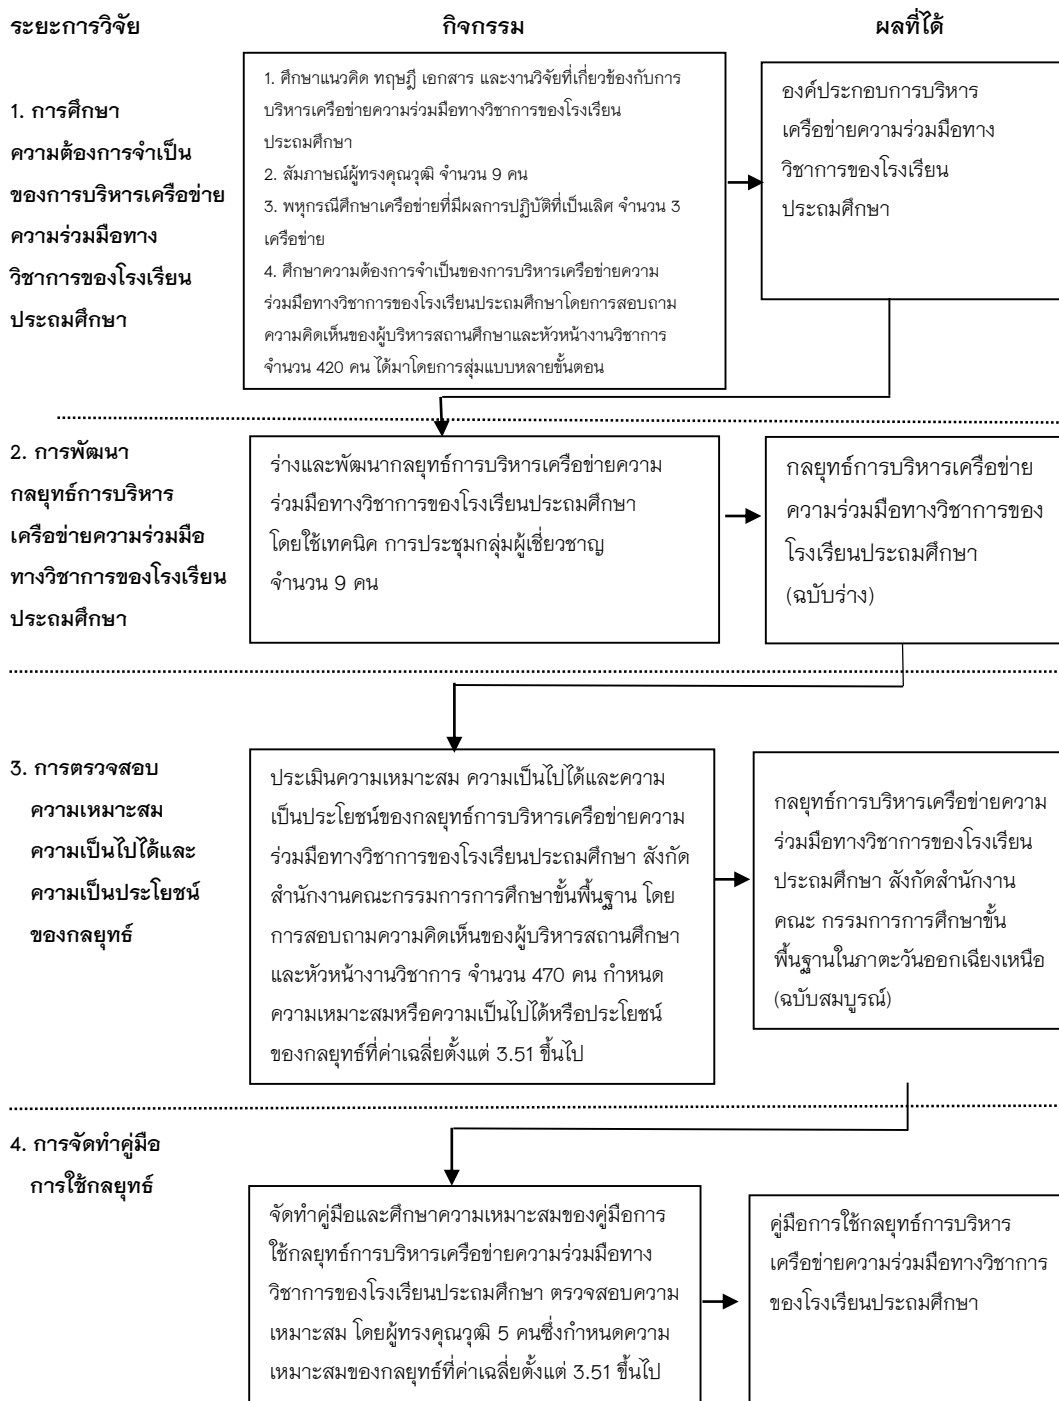 ระยะการวิจัย
กิจกรรม
ผลที่ได้
1. การศึกษา
ความต้องการจำเป็น
ของการบริหารเครือข่าย
ความร่วมมือทาง
วิชาการของโรงเรียน
ประถมศึกษา
1. ศึกษาแนวคิด ทฤษฎี เอกสาร และงานวิจัยที่เกี่ยวข้องกับการ
บริหารเครือข่ายความร่วมมือทางวิชาการของโรงเรียน
ประถมศึกษา
2. สัมภาษณ์ผู้ทรงคุณวุฒิ จำนวน 9 คน
3. พหุกรณีศึกษาเครือข่ายที่มีผลการปฏิบัติที่เป็นเลิศ จำนวน 3
เครือข่าย
4. ศึกษาความต้องการจำเป็นของการบริหารเครือข่ายความ
ร่วมมือทางวิชาการของโรงเรียนประถมศึกษาโดยการสอบถาม
ความคิดเห็นของผู้บริหารสถานศึกษาและหัวหน้างานวิชาการ
จำนวน 420 คน ได้มาโดยการสุ่มแบบหลายขั้นตอน
องค์ประกอบการบริหาร
เครือข่ายความร่วมมือทาง
วิชาการของโรงเรียน
ประถมศึกษา
2. การพัฒนา
กลยุทธ์การบริหาร
เครือข่ายความร่วมมือ
ทางวิชาการของโรงเรียน
ประถมศึกษา
ร่างและพัฒนากลยุทธ์การบริหารเครือข่ายความ
ร่วมมือทางวิชาการของโรงเรียนประถมศึกษา
โดยใช้เทคนิค การประชุมกลุ่มผู้เชี่ยวชาญ
จำนวน 9 คน
กลยุทธ์การบริหารเครือข่าย
ความร่วมมือทางวิชาการของ
โรงเรียนประถมศึกษา
(ฉบับร่าง)
3. การตรวจสอบ
ความเหมาะสม
ความเป็นไปได้และ
ความเป็นประโยชน์
ของกลยุทธ์
ประเมินความเหมาะสม ความเป็นไปได้และความ
เป็นประโยชน์ของกลยุทธ์การบริหารเครือข่ายความ
ร่วมมือทางวิชาการของโรงเรียนประถมศึกษา สังกัด
สำนักงานคณะกรรมการการศึกษาขั้นพื้นฐาน โดย
การสอบถามความคิดเห็นของผู้บริหารสถานศึกษา
และหัวหน้างานวิชาการ จำนวน 470 คน กำหนด
ความเหมาะสมหรือความเป็นไปได้หรือประโยชน์
ของกลยุทธ์ที่ค่าเฉลี่ยตั้งแต่ 3.51 ขึ้นไป
กลยุทธ์การบริหารเครือข่ายความ
ร่วมมือทางวิชาการของโรงเรียน
ประถมศึกษา สังกัดสำนักงาน
คณะ กรรมการการศึกษาขั้น
พื้นฐานในภาตะวันออกเฉียงเหนือ
(ฉบับสมบูรณ์)
4. การจัดทำคู่มือ
การใช้กลยุทธ์
จัดทำคู่มือและศึกษาความเหมาะสมของคู่มือการ
ใช้กลยุทธ์การบริหารเครือข่ายความร่วมมือทาง
วิชาการของโรงเรียนประถมศึกษา ตรวจสอบความ
เหมาะสม โดยผู้ทรงคุณวุฒิ 5 คนซึ่งกำหนดความ
เหมาะสมของกลยุทธ์ที่ค่าเฉลี่ยตั้งแต่ 3.51 ขึ้นไป
คู่มือการใช้กลยุทธ์การบริหาร
เครือข่ายความร่วมมือทางวิชาการ
ของโรงเรียนประถมศึกษา